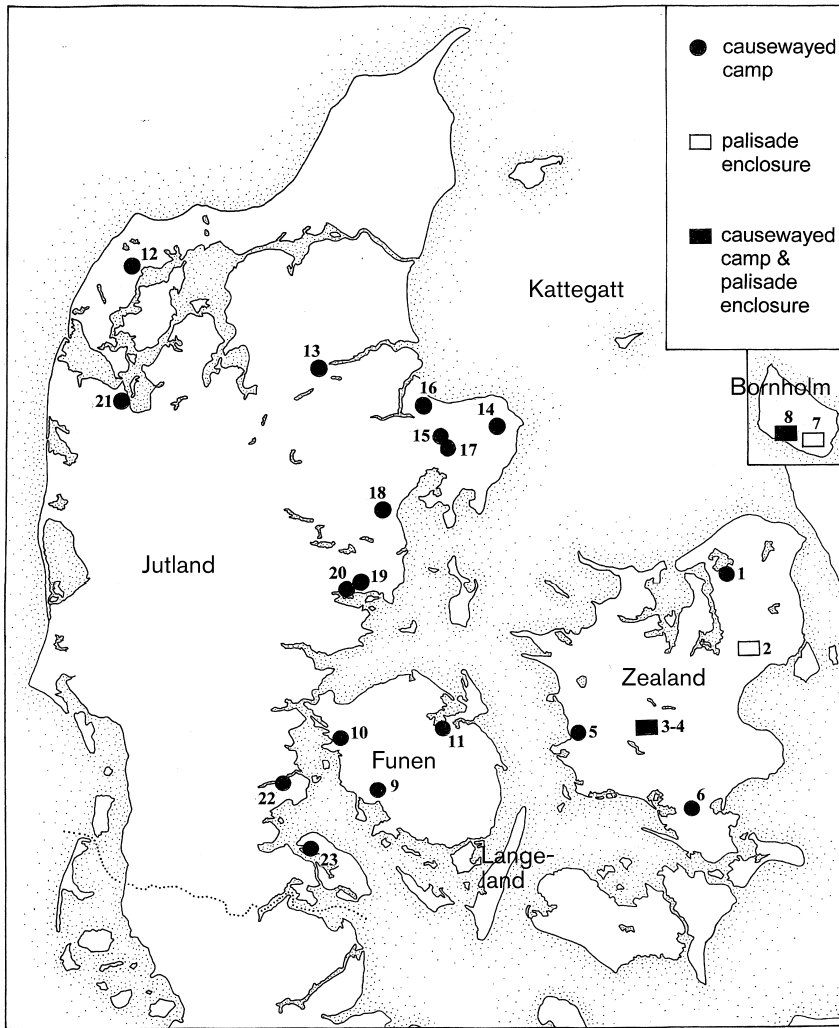 causewayed
camp
palisade
enclosure
causewayed
camp &
palisade
enclosure
Kattegatt
Bornholm
8
7
12
13
16
14
21
15
17
18
Jutland
20
19
1
2
Zealand
3-4
5
10
11
Funen
9
22
6
23
Lange-
land